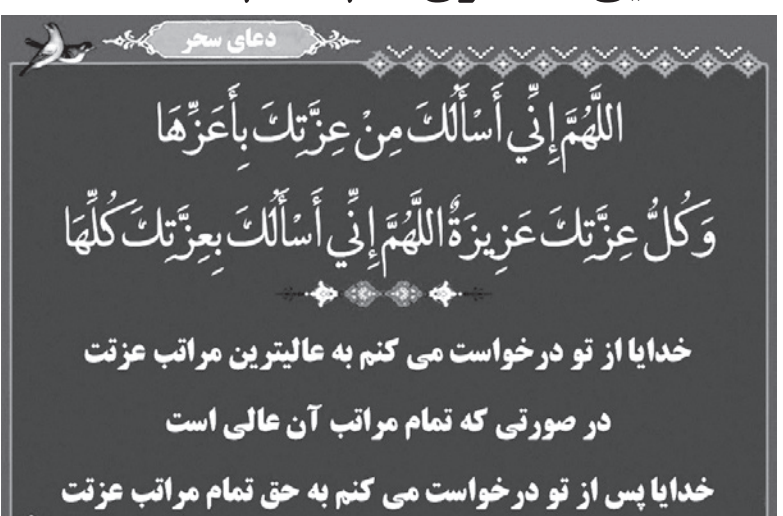 دعای سحر
اللَّهُمَّ إِنِّي أَسْأَلُكَ مِنْ عِزَّتِكَ بِأَعَزِّهَا
وَكُلُّ عِزَّتِكَ عَزِيزَةٌ اللَّهُمَّ إِنِّي أَسْأَلُكَ بِعِزَّتِكَ كُلِّهَا
خدایا از تو درخواست می کنم به عالیترین مراتب عزتت
در صورتی که تمام مراتب آن عالی است
خدایا پس از تو درخواست می کنم به حق تمام مراتب عزتت